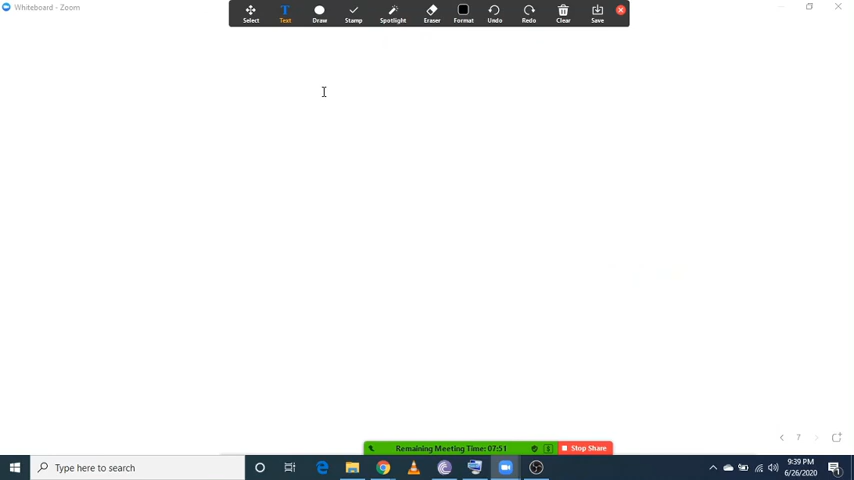 Whiteboard - Zoom
Select Text Draw Stamp Spotlight Eraser Format Undo Redo Clear Save
7
Remaining Meeting Time: 07:51 Stop Share
Type here to search
9:39 PM
6/26/2020